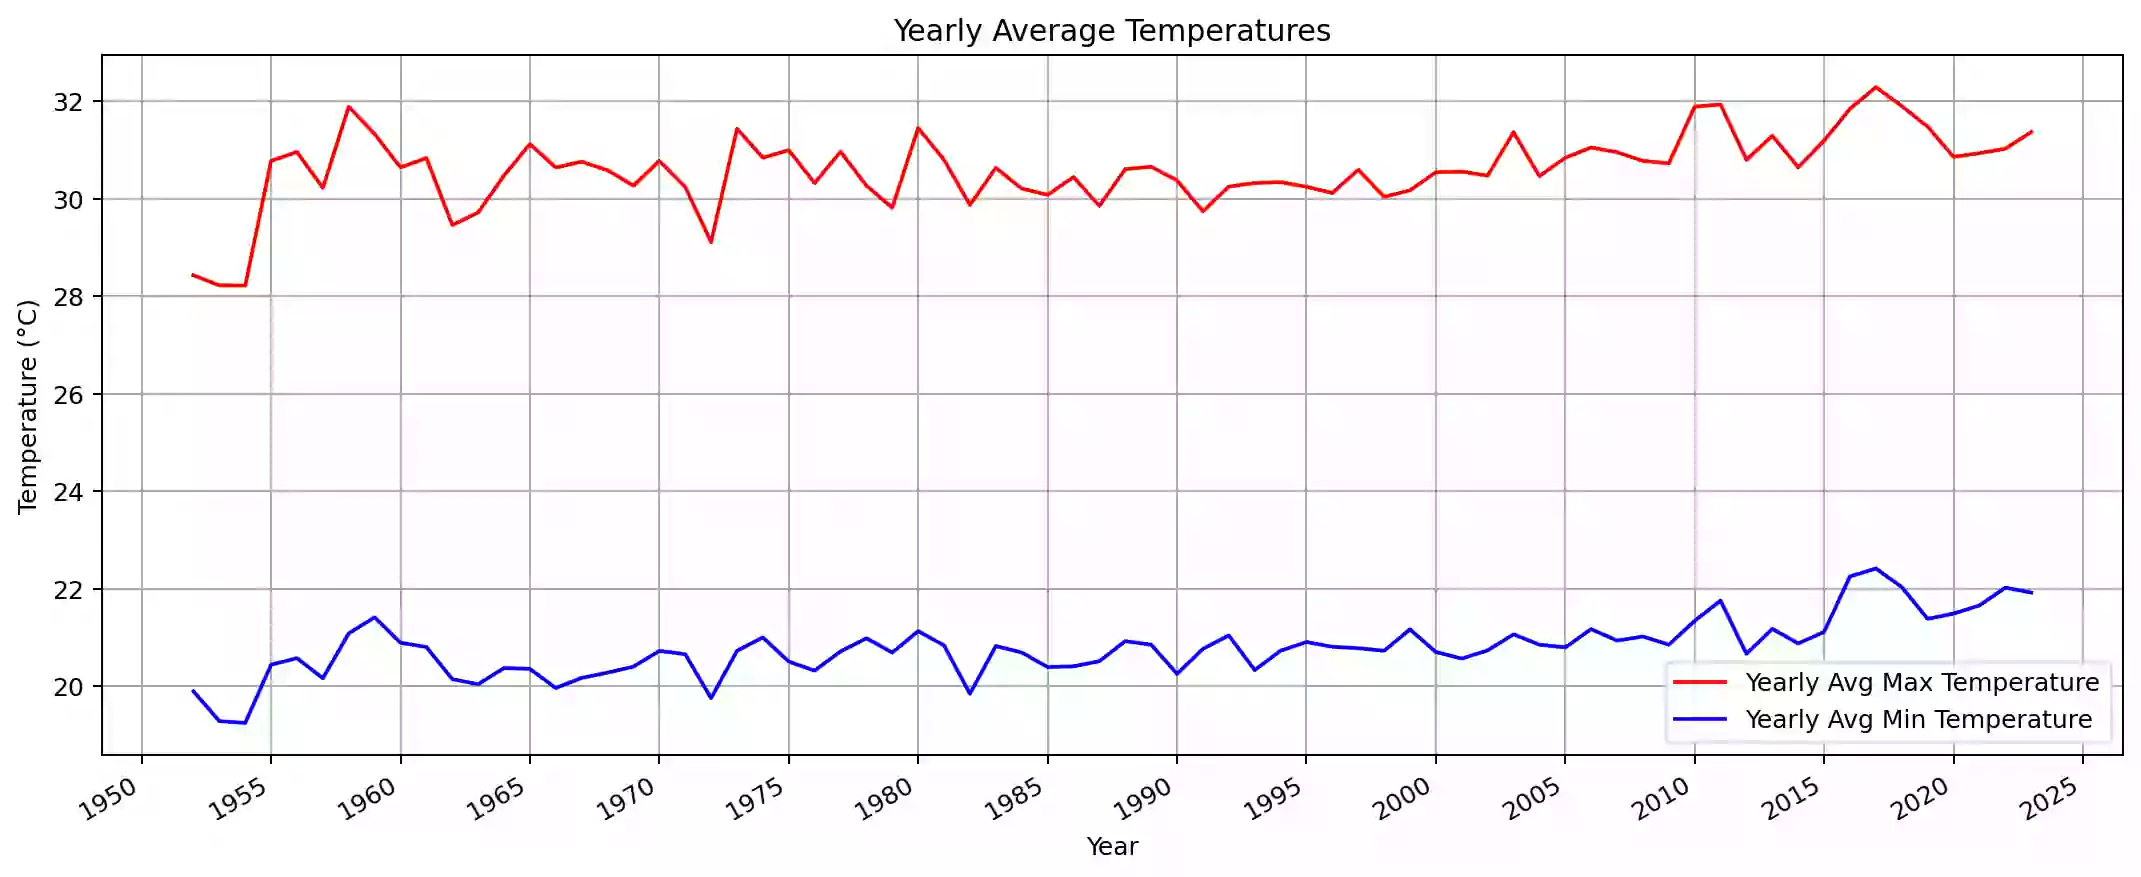 Yearly Average Temperatures
Temperature (°C)
32
30
28
26
24
22
20
Yearly Avg Max Temperature
Yearly Avg Min Temperature
1950 1955 1960 1965 1970 1975 1980 1985 1990 1995 2000 2005 2010 2015 2020 2025
Year